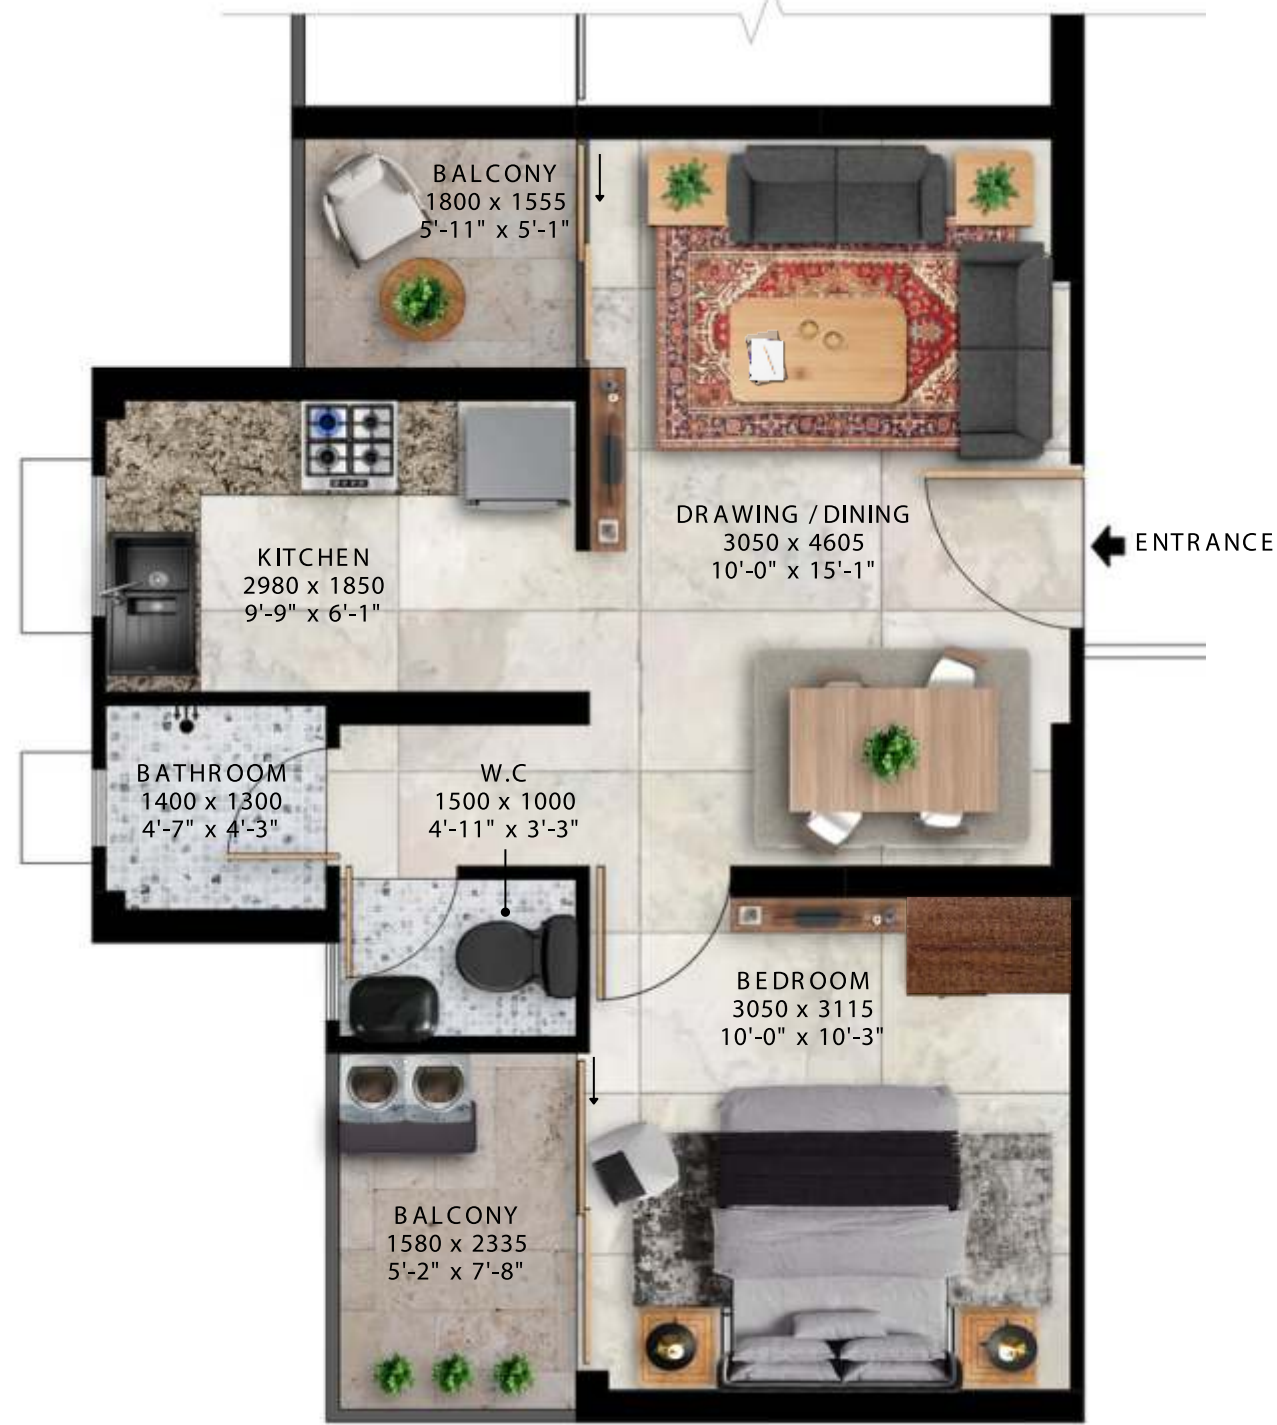 BALCONY
1800 x 1555
5'-11" x 5'-1"
DRAWING / DINING
3050 x 4605
10'-0" x 15'-1"
ENTRANCE
KITCHEN
2980 x 1850
9'-9" x 6'-1"
BATHROOM
1400 x 1300
4'-7" x 4'-3"
W.C
1500 x 1000
4'-11" x 3'-3"
BEDROOM
3050 x 3115
10'-0" x 10'-3"
BALCONY
1580 x 2335
5'-2" x 7'-8"